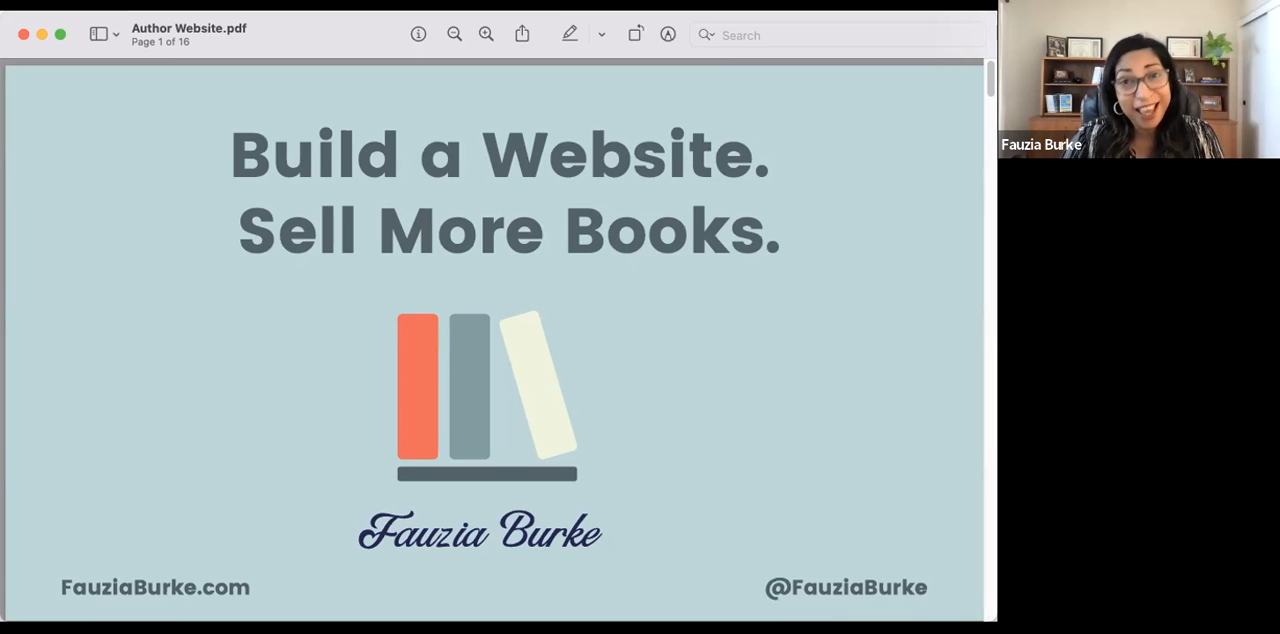 Author Website.pdf
Page 1 of 16
Search
Build a Website.
Sell More Books.
Fauzia Burke
FauziaBurke.com
@FauziaBurke
Fauzia Burke